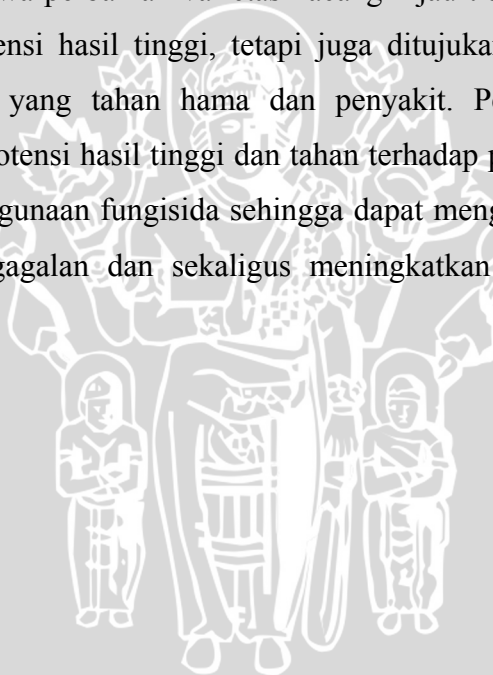 ensi hasil tinggi, tetapi juga ditujukan
yang tahan hama dan penyakit. Pe
otensi hasil tinggi dan tahan terhadap p
gunaan fungisida sehingga dapat meng
gagalan dan sekaligus meningkatkan